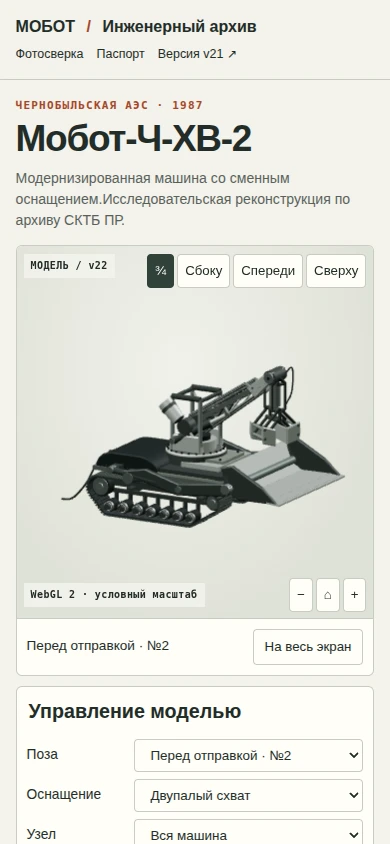 МОБОТ / Инженерный архив
Фотосверка Паспорт Версия v21 ↗
ЧЕРНОБЫЛЬСКАЯ АЭС · 1987
Мобот-Ч-ХВ-2
Модернизированная машина со сменным
оснащением.Исследовательская реконструкция по
архиву СКТБ ПР.
МОДЕЛЬ / v22
¾ Сбоку Спереди Сверху
WebGL 2 · условный масштаб
− ⌂ +
Перед отправкой · №2
На весь экран
Управление моделью
Поза
Перед отправкой · №2
Оснащение
Двупалый схват
Узел
Вся машина